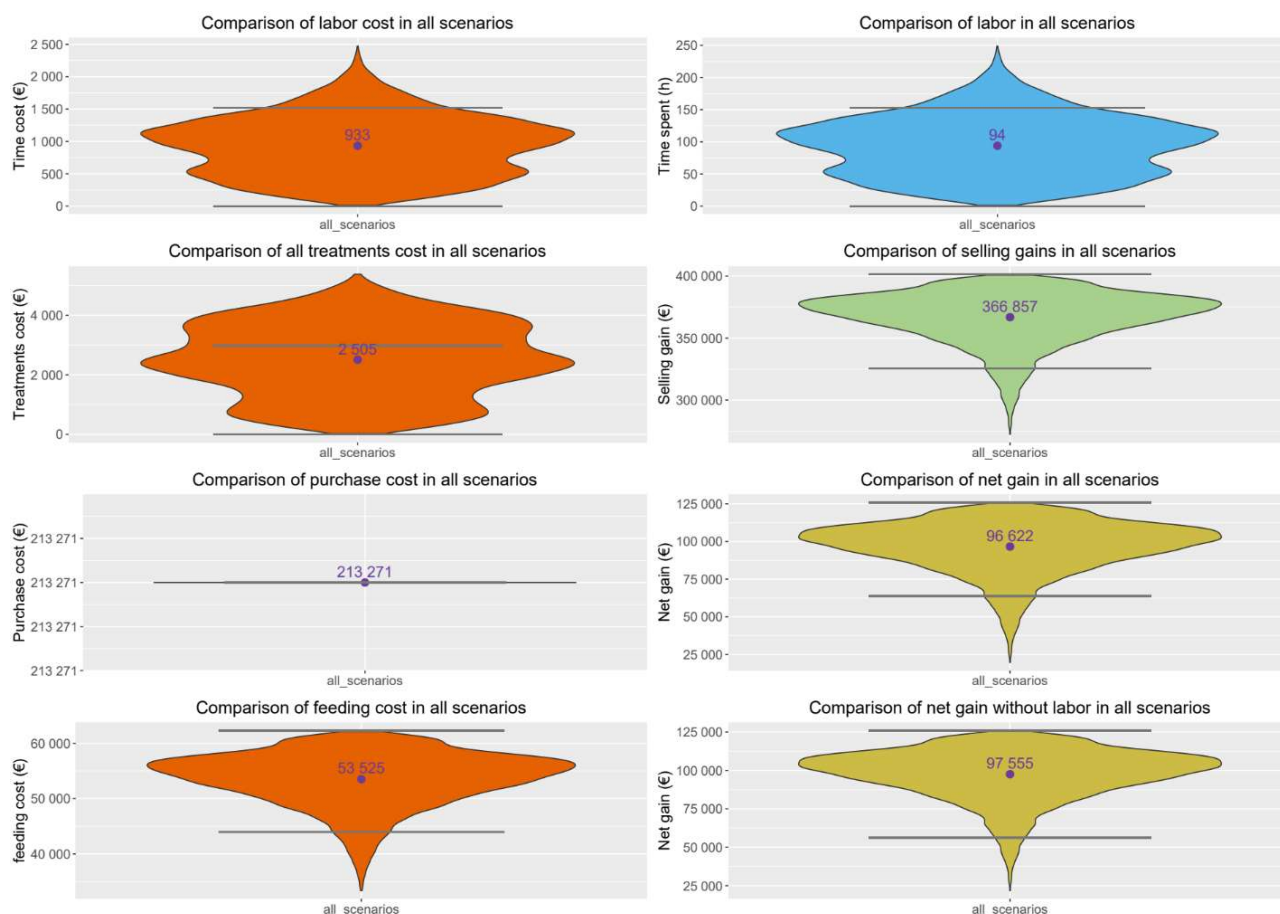 Comparison of labor cost in all scenarios
Time cost (€)
2 500
2 000
1 500
1 000
500
0
933
all_scenarios
Comparison of labor in all scenarios
Time spent (h)
250
200
150
100
50
0
94
all_scenarios
Comparison of all treatments cost in all scenarios
Treatments cost (€)
4 000
2 000
0
2 505
all_scenarios
Comparison of selling gains in all scenarios
Selling gain (€)
400 000
350 000
300 000
366 857
all_scenarios
Comparison of purchase cost in all scenarios
Purchase cost (€)
213 271
213 271
213 271
213 271
213 271
all_scenarios
Comparison of net gain in all scenarios
Net gain (€)
125 000
100 000
75 000
50 000
25 000
96 622
all_scenarios
Comparison of feeding cost in all scenarios
feeding cost (€)
60 000
50 000
40 000
53 525
all_scenarios
Comparison of net gain without labor in all scenarios
Net gain (€)
125 000
100 000
75 000
50 000
25 000
97 555
all_scenarios